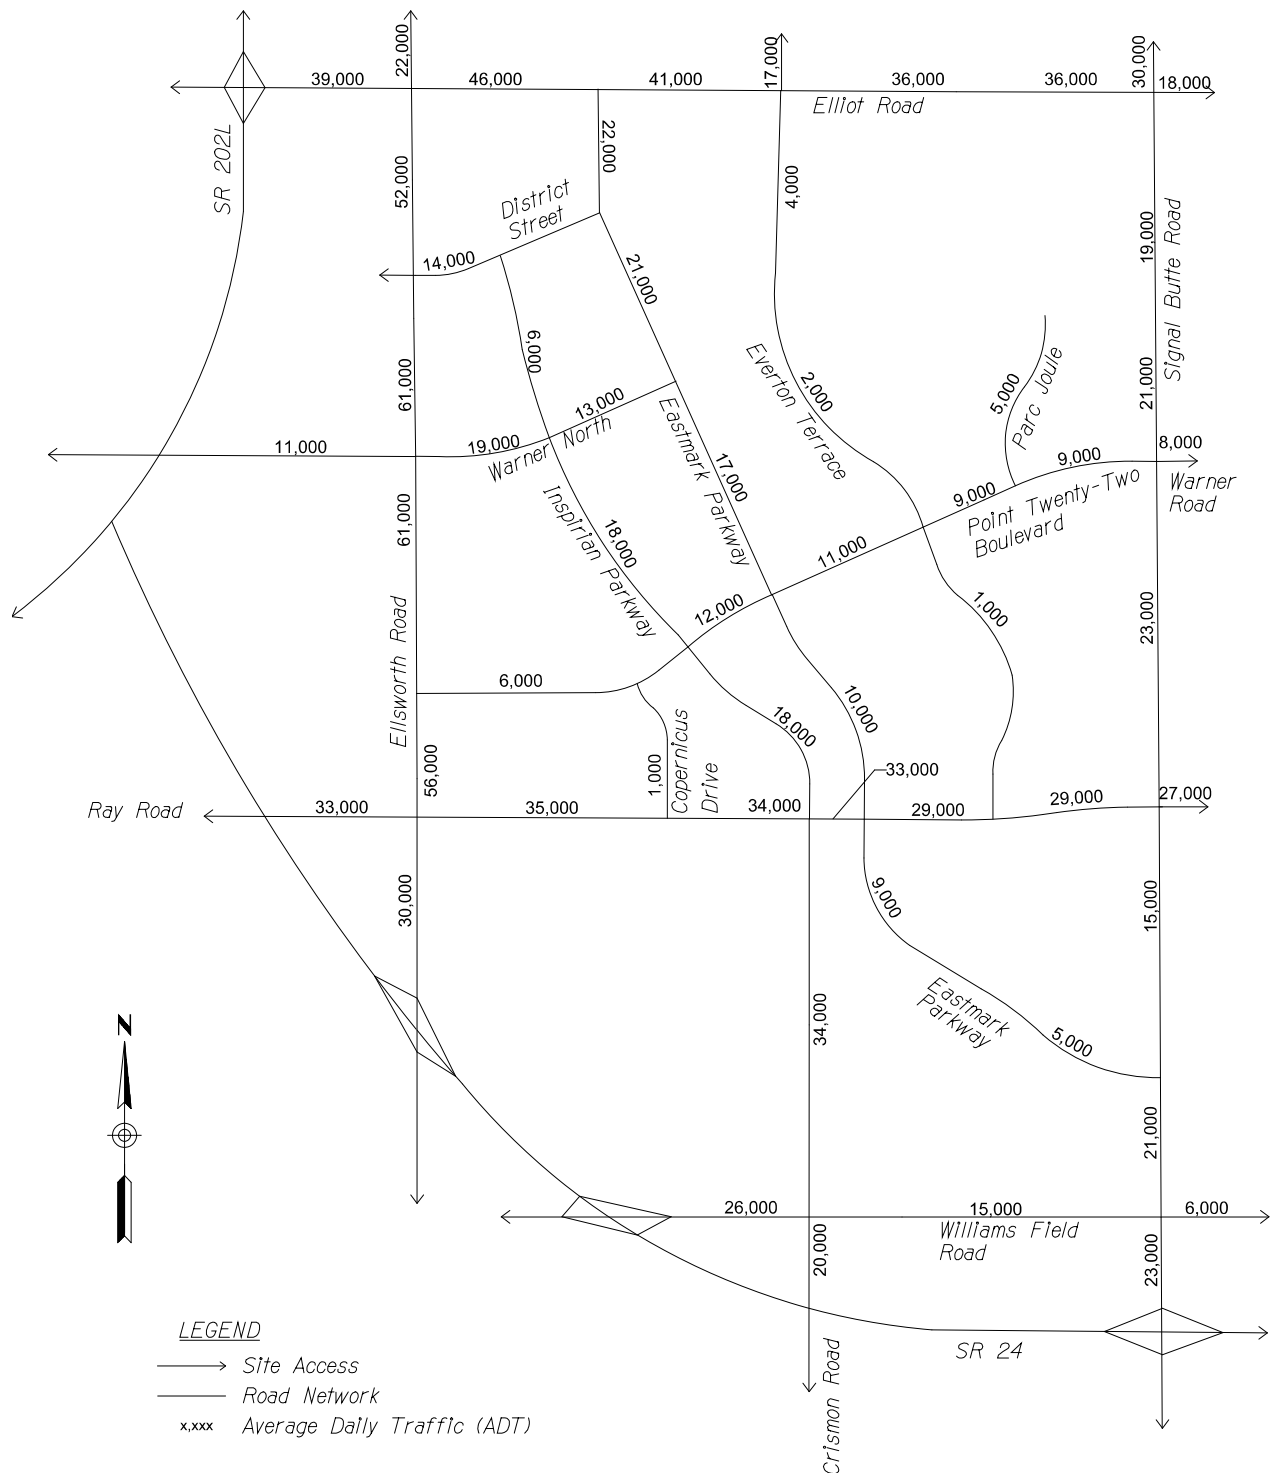 22,000
17,000
30,000
39,000
46,000
41,000
36,000
36,000
18,000
Elliot Road
SR 202L
52,000
22,000
4,000
19,000
Signal Butte Road
District
Street
14,000
21,000
6,000
61,000
Everton Terrace
2,000
5,000
Parc Joule
21,000
13,000
Eastmark Parkway
11,000
19,000
Warner North
17,000
9,000
8,000
Warner
Road
9,000
Point Twenty-Two
Boulevard
61,000
Inspirian Parkway
18,000
11,000
12,000
1,000
23,000
Ellsworth Road
6,000
10,000
18,000
56,000
1,000
Copernicus
Drive
33,000
Ray Road
33,000
35,000
34,000
29,000
29,000
27,000
30,000
9,000
15,000
Eastmark
Parkway
34,000
5,000
N
21,000
26,000
15,000
6,000
Williams Field
Road
20,000
23,000
SR 24
Crismon Road
LEGEND
Site Access
Road Network
x,xxx Average Daily Traffic (ADT)